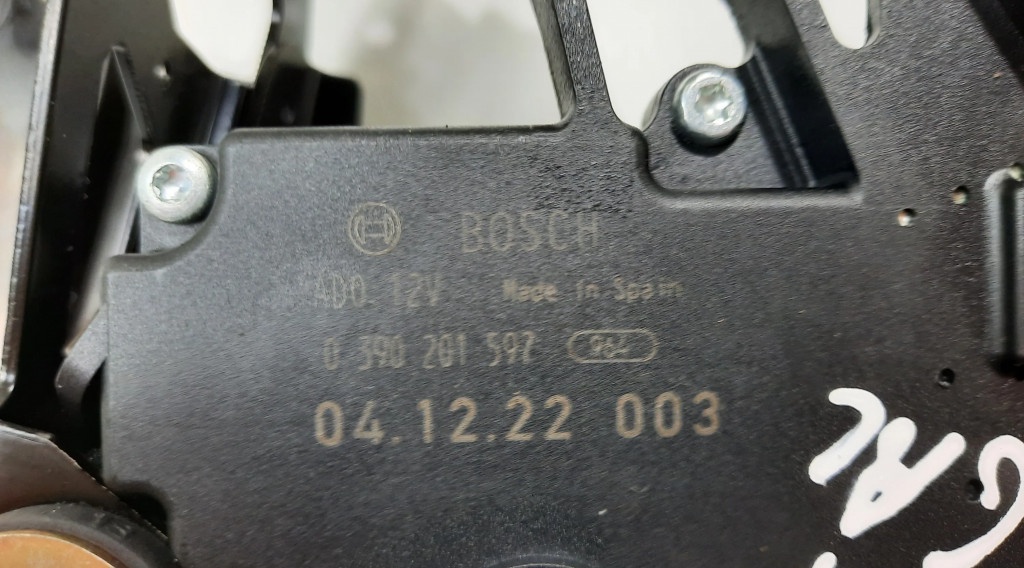 BOSCH
ADO 12V Made in Spain
0 390 201 597 964
04.12.22 003